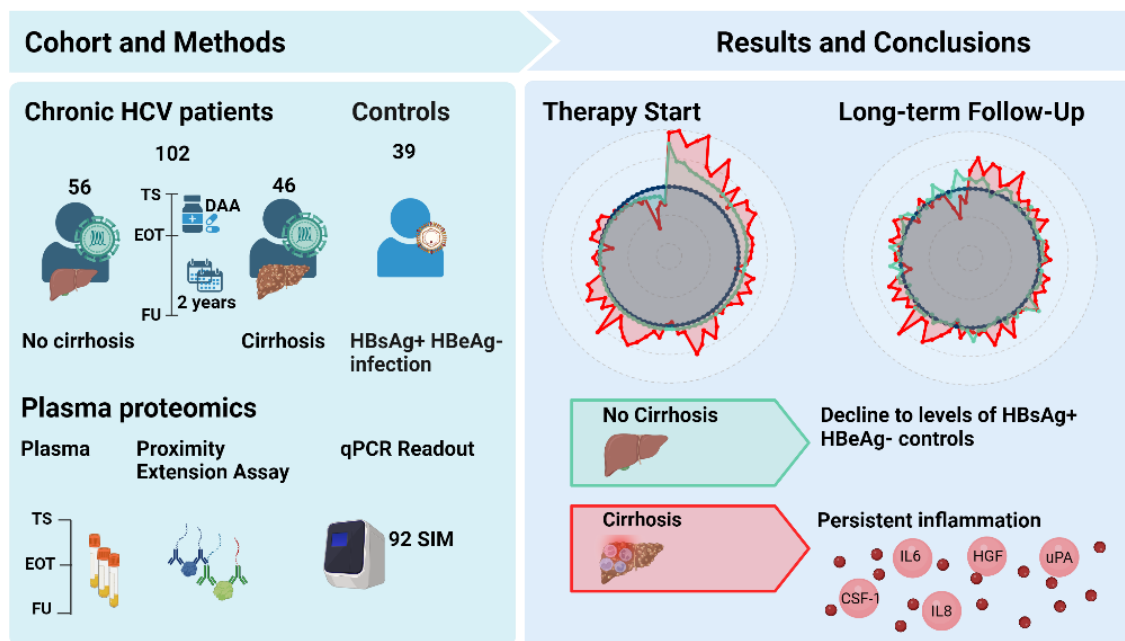 Cohort and Methods
Results and Conclusions
Chronic HCV patients
Controls
102
39
56
46
TS
DAA
EOT
2 years
FU
No cirrhosis
Cirrhosis
HBsAg+ HBeAg-
infection
Plasma proteomics
Plasma
Proximity
Extension Assay
qPCR Readout
TS
EOT
FU
92 SIM
Therapy Start
Long-term Follow-Up
No Cirrhosis
Decline to levels of HBsAg+
HBeAg- controls
Cirrhosis
Persistent inflammation
IL6
HGF
uPA
CSF-1
IL8